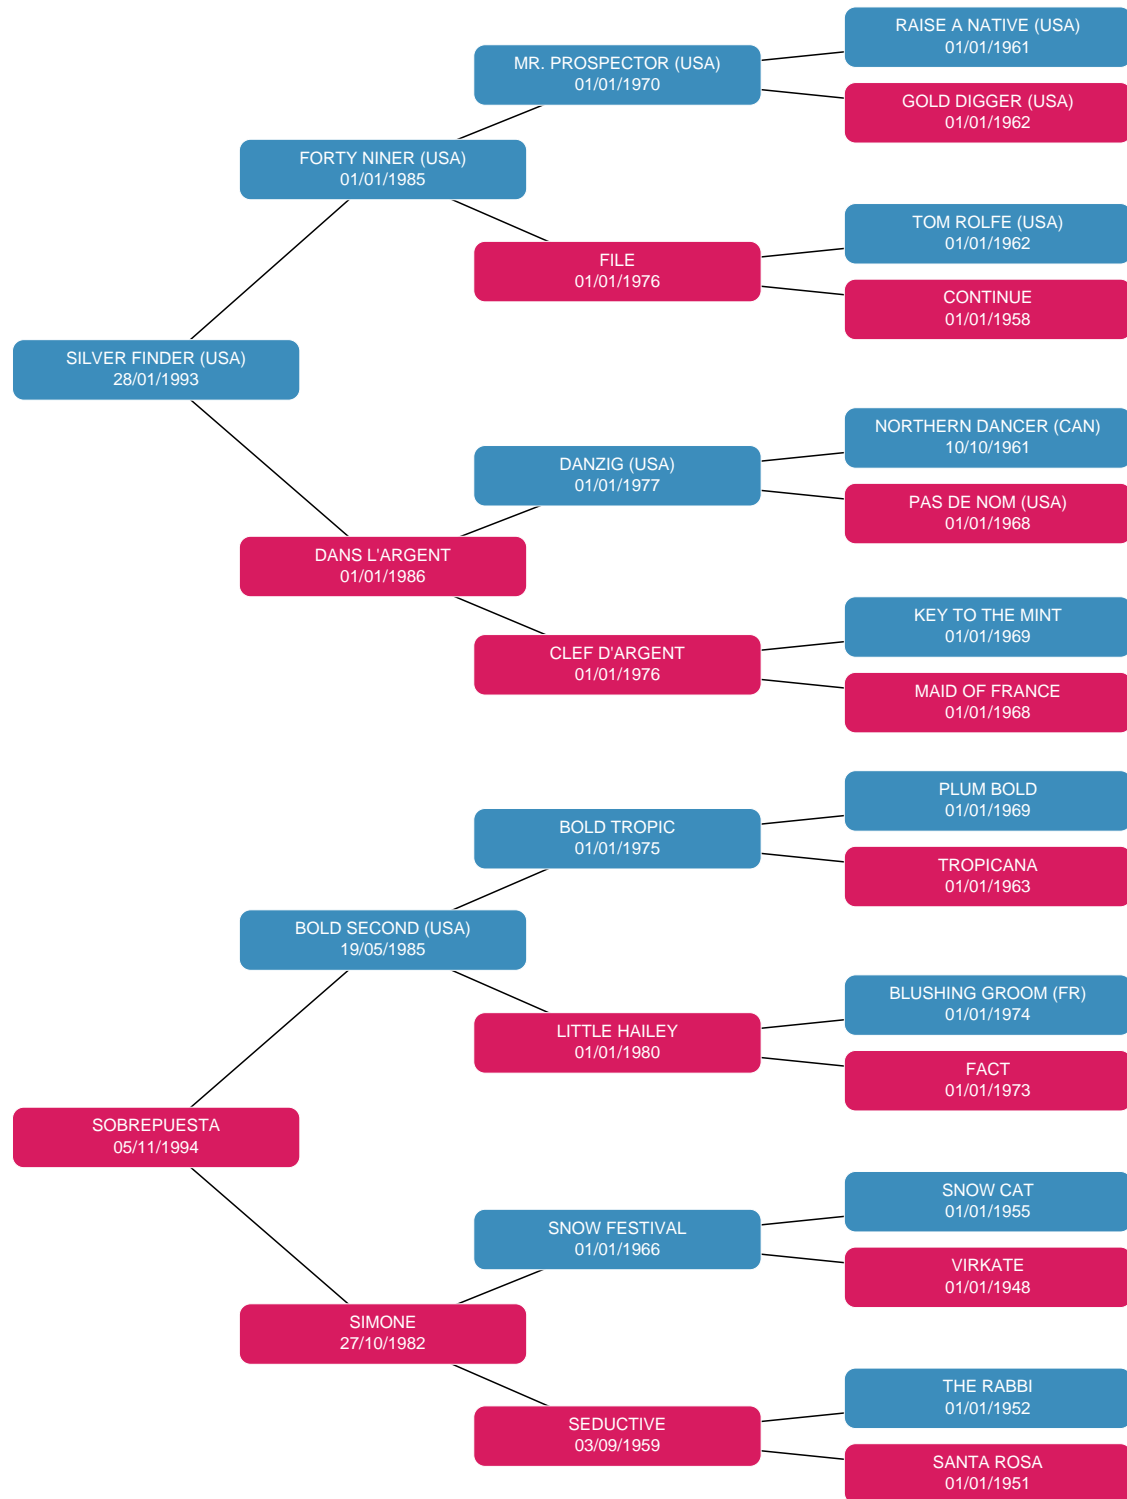 RAISE A NATIVE (USA)
01/01/1961
MR. PROSPECTOR (USA)
01/01/1970
GOLD DIGGER (USA)
01/01/1962
FORTY NINER (USA)
01/01/1985
TOM ROLFE (USA)
01/01/1962
FILE
01/01/1976
CONTINUE
01/01/1958
SILVER FINDER (USA)
28/01/1993
NORTHERN DANCER (CAN)
10/10/1961
DANZIG (USA)
01/01/1977
PAS DE NOM (USA)
01/01/1968
DANS L'ARGENT
01/01/1986
KEY TO THE MINT
01/01/1969
CLEF D'ARGENT
01/01/1976
MAID OF FRANCE
01/01/1968
PLUM BOLD
01/01/1969
BOLD TROPIC
01/01/1975
TROPICANA
01/01/1963
BOLD SECOND (USA)
19/05/1985
BLUSHING GROOM (FR)
01/01/1974
LITTLE HAILEY
01/01/1980
FACT
01/01/1973
SOBREPUESTA
05/11/1994
SNOW CAT
01/01/1955
SNOW FESTIVAL
01/01/1966
VIRKATE
01/01/1948
SIMONE
27/10/1982
THE RABBI
01/01/1952
SEDUCTIVE
03/09/1959
SANTA ROSA
01/01/1951